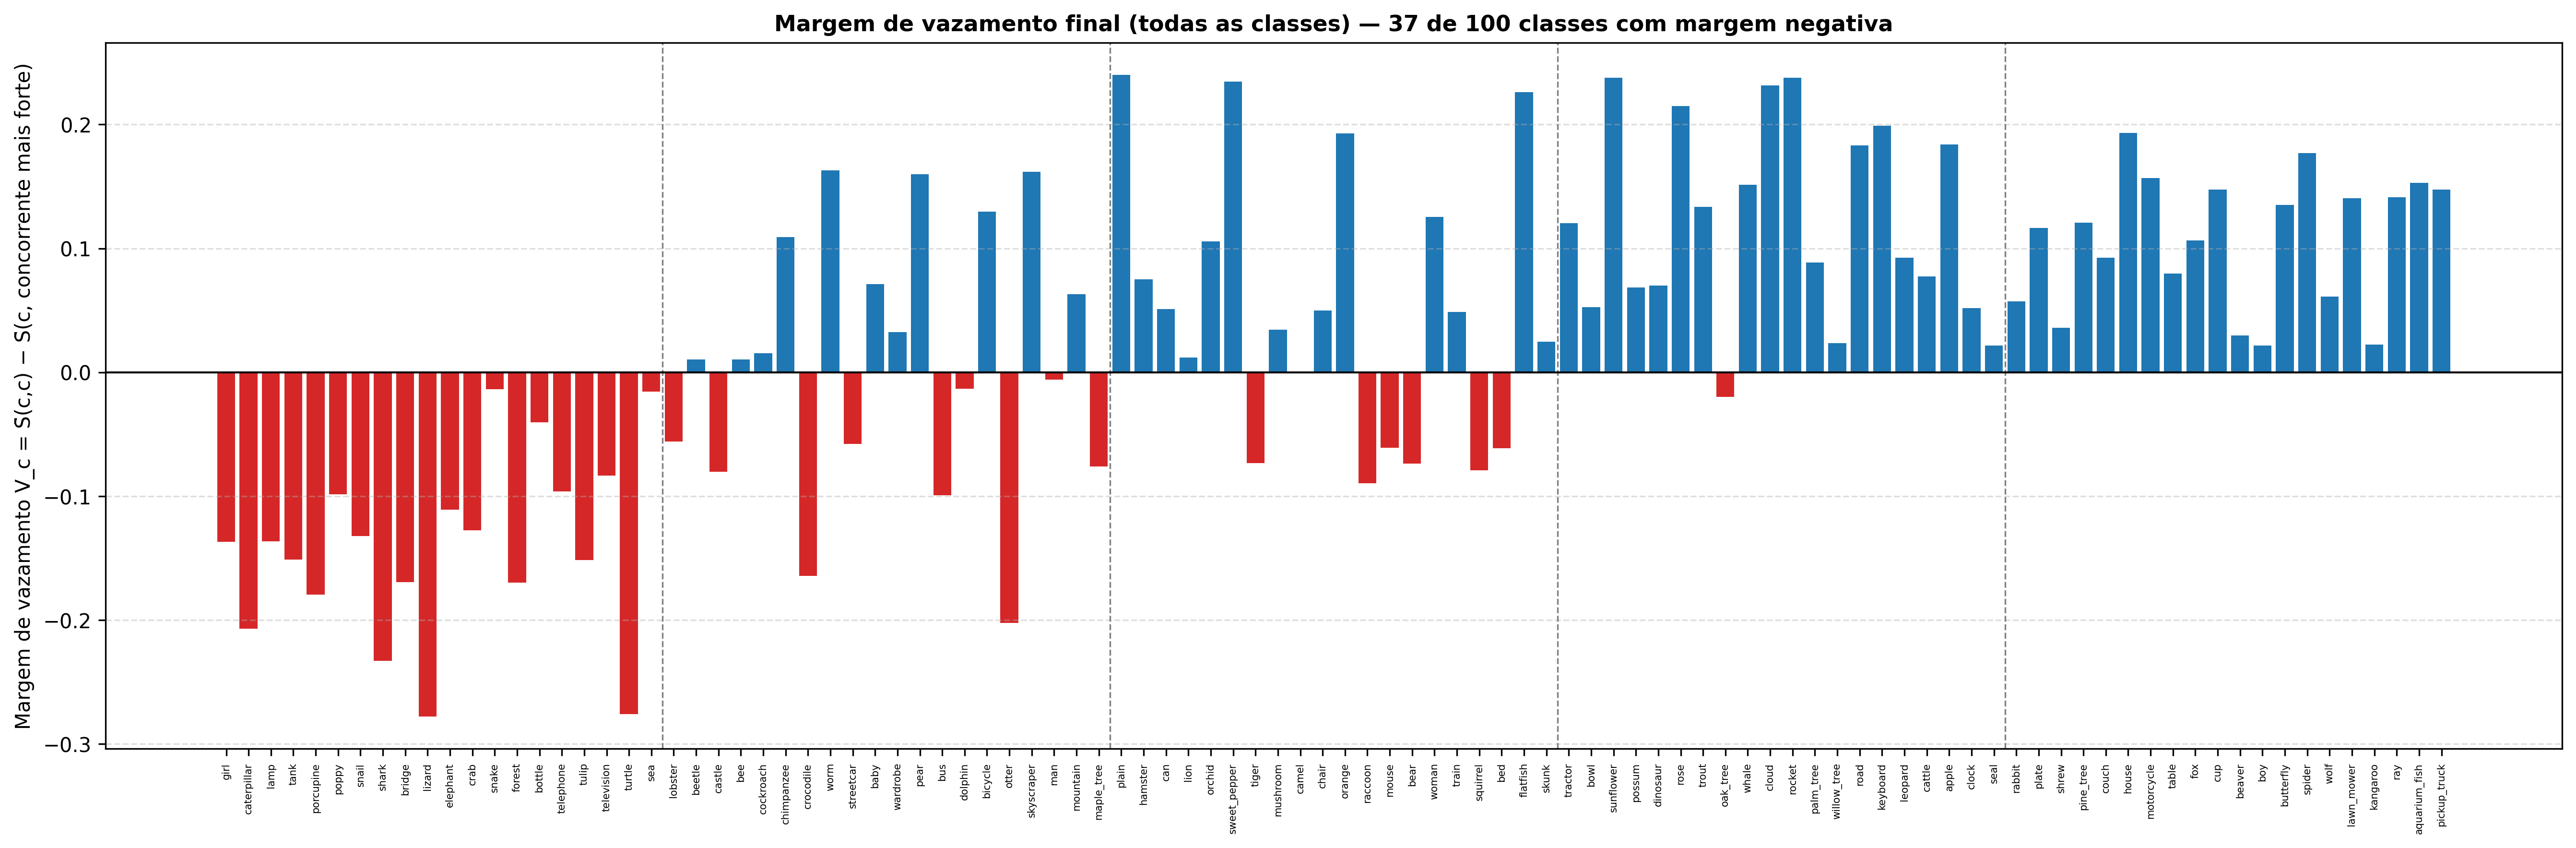 Margem de vazamento final (todas as classes) — 37 de 100 classes com margem negativa
Margem de vazamento V_c = S(c,c) − S(c, concorrente mais forte)
0.2
0.1
0.0
−0.1
−0.2
−0.3
girl
caterpillar
lamp
tank
porcupine
poppy
snail
shark
bridge
lizard
elephant
crab
snake
forest
bottle
telephone
tulip
television
turtle
sea
lobster
beetle
castle
bee
cockroach
chimpanzee
crocodile
worm
streetcar
baby
wardrobe
pear
bus
dolphin
bicycle
otter
skyscraper
man
mountain
maple_tree
plain
hamster
can
lion
orchid
sweet_pepper
tiger
mushroom
camel
chair
orange
raccoon
mouse
bear
woman
train
squirrel
bed
flatfish
skunk
tractor
bowl
sunflower
possum
dinosaur
rose
trout
oak_tree
whale
cloud
rocket
palm_tree
willow_tree
road
keyboard
leopard
cattle
apple
clock
seal
rabbit
plate
shrew
pine_tree
couch
house
motorcycle
table
fox
cup
beaver
boy
butterfly
spider
wolf
lawn_mower
kangaroo
ray
aquarium_fish
pickup_truck